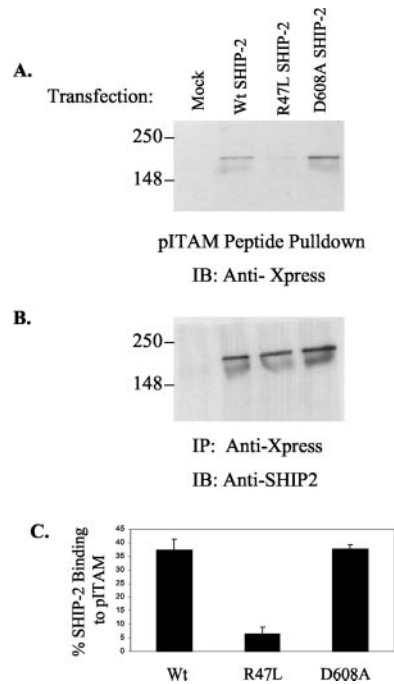 A.
Transfection:
Mock
Wt SHIP-2
R47L SHIP-2
D608A SHIP-2
250
148
pITAM Peptide Pulldown
IB: Anti- Xpress
B.
250
148
IP: Anti-Xpress
IB: Anti-SHIP2
C.
% SHIP-2 Binding
to pITAM
45
40
35
30
25
20
15
10
5
0
Wt
R47L
D608A